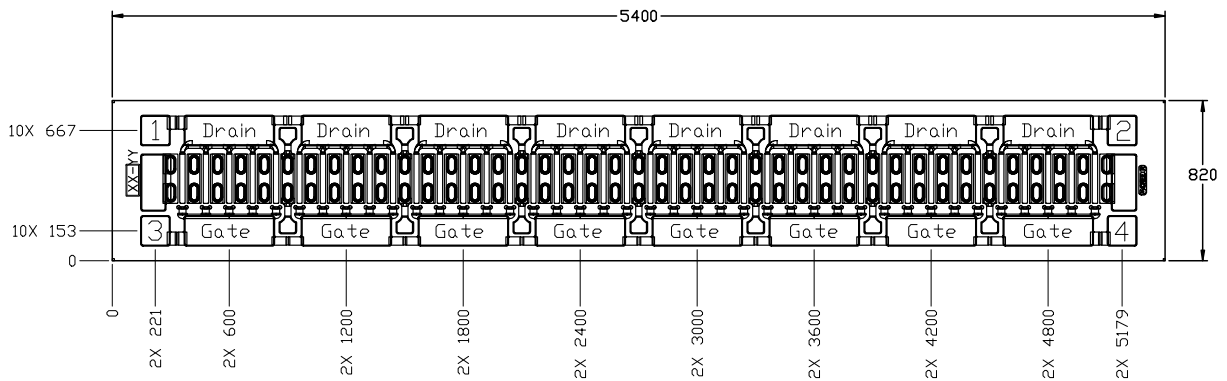 5400
1 Drain Drain Drain Drain Drain Drain Drain Drain 2
10X 667
XX-YY
820
3 Gate Gate Gate Gate Gate Gate Gate Gate 4
10X 153
0
0
2X 221
2X 600
2X 1200
2X 1800
2X 2400
2X 3000
2X 3600
2X 4200
2X 4800
2X 5179